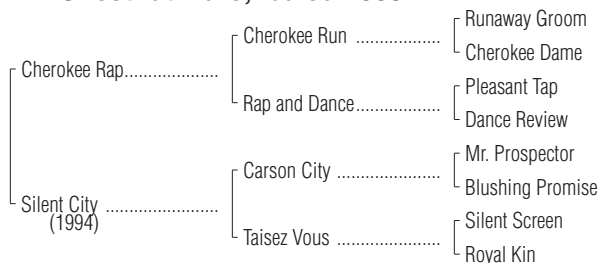 Runaway Groom
Cherokee Run ...................
Cherokee Dame
Cherokee Rap.....................
Pleasant Tap
Rap and Dance...................
Dance Review
Mr. Prospector
Carson City ......................
Blushing Promise
Silent City .........................
(1994)
Silent Screen
Taisez Vous ......................
Royal Kin